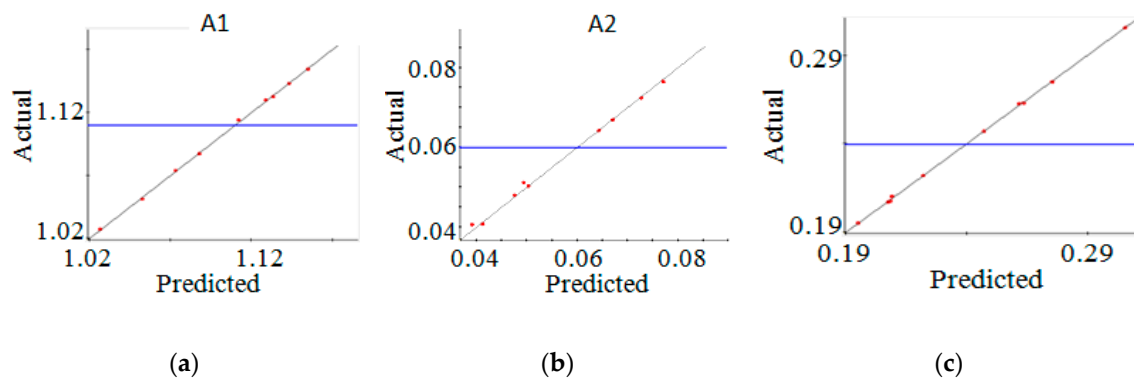 A1
Actual
1.12
1.02
1.02
1.12
Predicted
(a)
A2
Actual
0.08
0.06
0.04
0.04
0.06
0.08
Predicted
(b)
Actual
0.29
0.19
0.19
0.29
Predicted
(c)